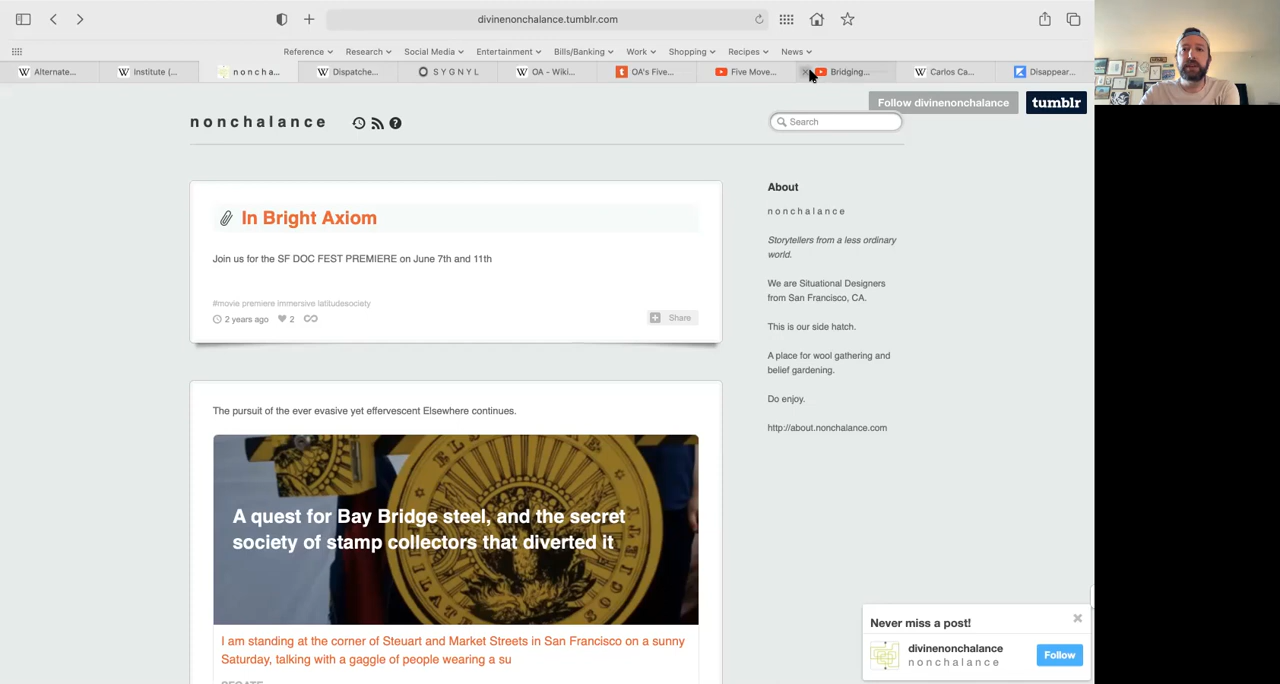 divinenonchalance.tumblr.com
Reference Research Social Media Entertainment Bills/Banking Work Shopping Recipes News
Alternate... Institute (... noncha... Dispatche... SYGNYL OA - Wiki... OA's Five... Five Move... Bridging... Carlos Ca... Disappear...
Follow divinenonchalance
tumblr
nonchalance
Search
In Bright Axiom
Join us for the SF DOC FEST PREMIERE on June 7th and 11th
#movie premiere immersive latitudesociety
2 years ago 2
Share
About
nonchalance
Storytellers from a less ordinary
world.
We are Situational Designers
from San Francisco, CA.
This is our side hatch.
A place for wool gathering and
belief gardening.
Do enjoy.
http://about.nonchalance.com
The pursuit of the ever evasive yet effervescent Elsewhere continues.
A quest for Bay Bridge steel, and the secret
society of stamp collectors that diverted it
I am standing at the corner of Steuart and Market Streets in San Francisco on a sunny
Saturday, talking with a gaggle of people wearing a su
Never miss a post!
divinenonchalance
nonchalance
Follow